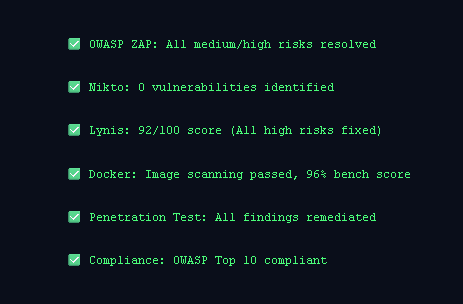 ✅ OWASP ZAP: All medium/high risks resolved
✅ Nikto: 0 vulnerabilities identified
✅ Lynis: 92/100 score (All high risks fixed)
✅ Docker: Image scanning passed, 96% bench score
✅ Penetration Test: All findings remediated
✅ Compliance: OWASP Top 10 compliant